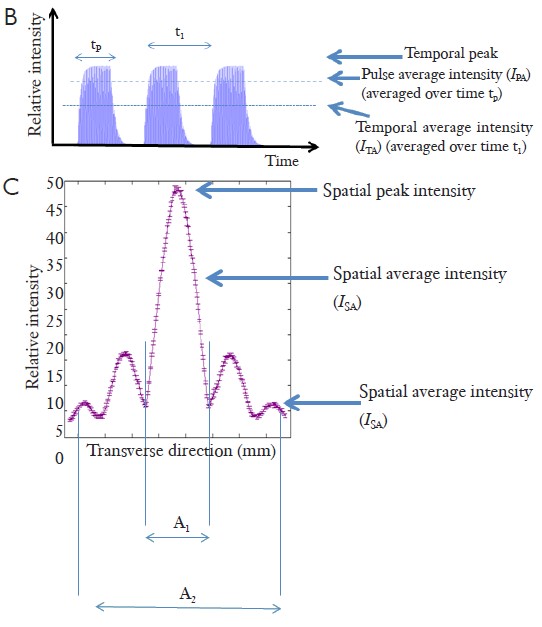 B
Relative intensity
tP
t1
Temporal peak
Pulse average intensity (IPA)
(averaged over time tp)
Temporal average intensity
(ITA) (averaged over time t1)
Time
C
Relative intensity
50
45
40
35
30
25
20
15
10
5
0
Spatial peak intensity
Spatial average intensity
(ISA)
Spatial average intensity
(ISA)
Transverse direction (mm)
A1
A2